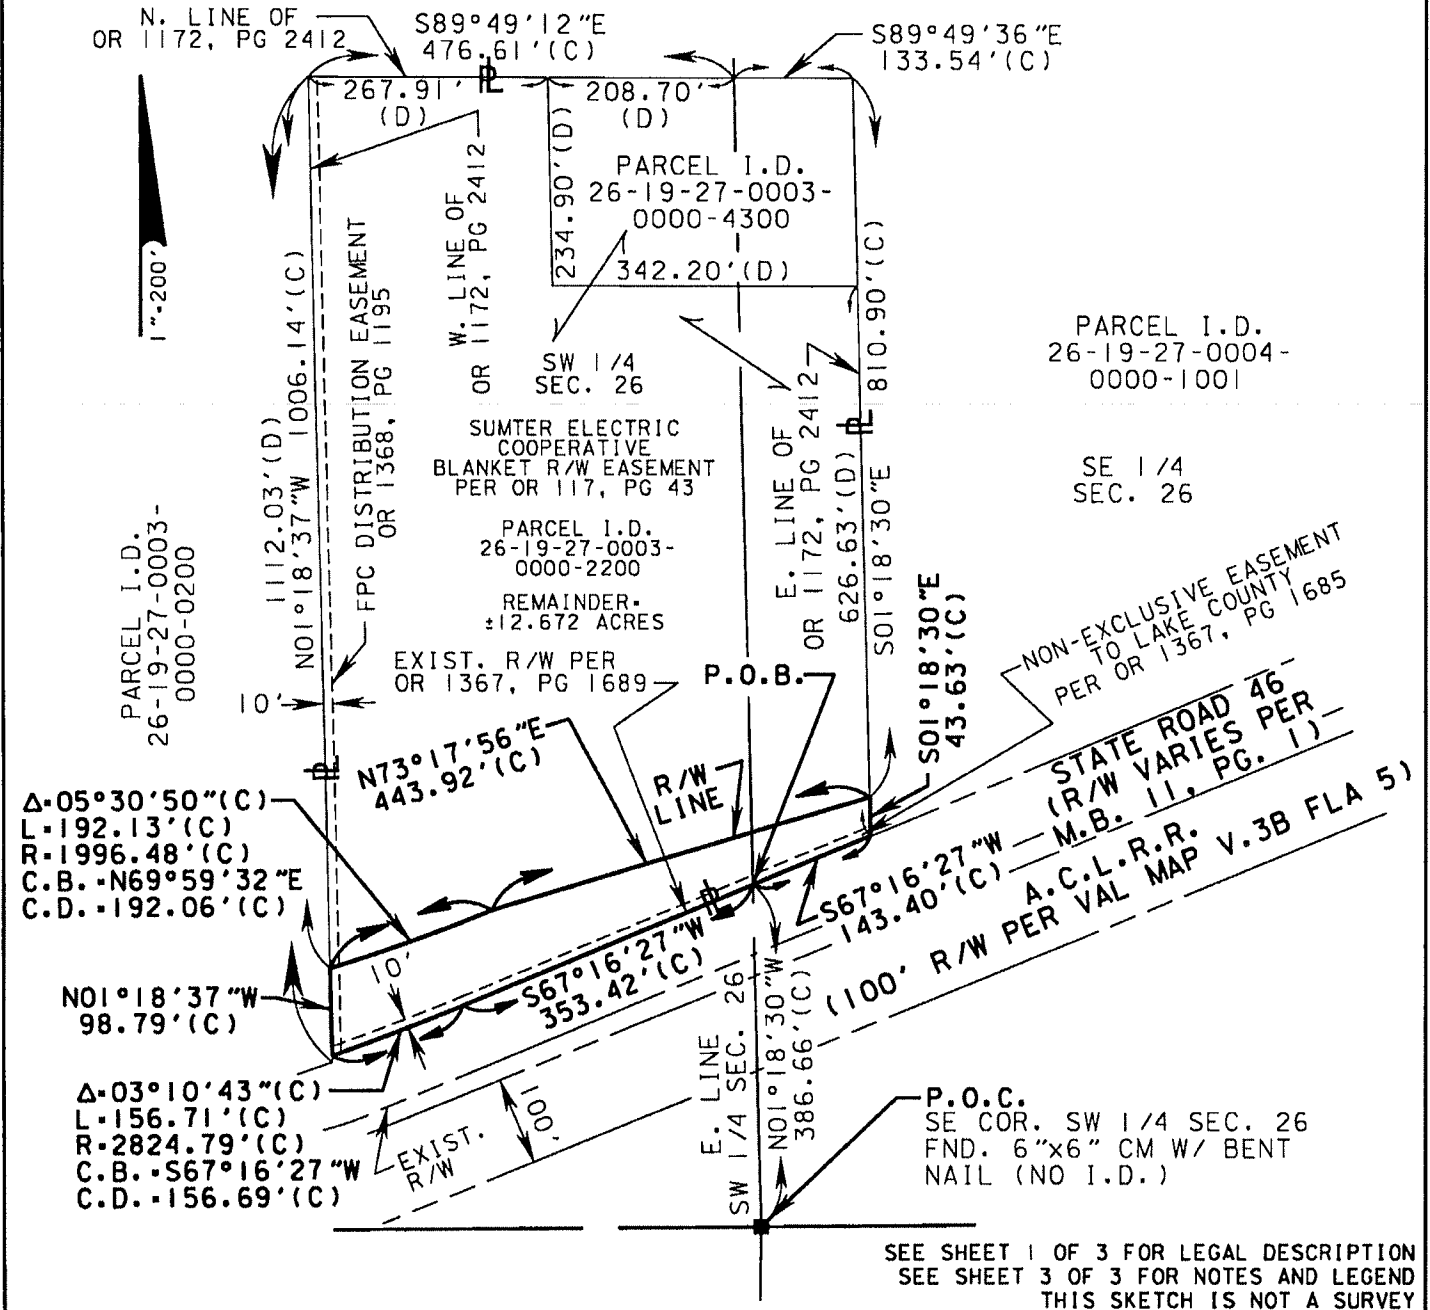 N. LINE OF
OR 1172, PG 2412
S89°49'12"E
476.61'(C)
S89°49'36"E
133.54'(C)
267.91'
(D)
PL
208.70'
(D)
1"=200'
234.90'(D)
PARCEL I.D.
26-19-27-0003-
0000-4300
342.20'(D)
W. LINE OF
OR 1172, PG 2412
FPC DISTRIBUTION EASEMENT
OR 1368, PG 1195
1006.14'(C)
N01°18'37"W
1112.03'(D)
810.90'(C)
PARCEL I.D.
26-19-27-0004-
0000-1001
SW 1/4
SEC. 26
SUMTER ELECTRIC
COOPERATIVE
BLANKET R/W EASEMENT
PER OR 117, PG 43
E. LINE OF
OR 1172, PG 2412
626.63'(D)
S01°18'30"E
PL
SE 1/4
SEC. 26
PARCEL I.D.
26-19-27-0003-
0000-0200
PARCEL I.D.
26-19-27-0003-
0000-2200
REMAINDER=
±12.672 ACRES
EXIST. R/W PER
OR 1367, PG 1689
P.O.B.
S01°18'30"E
43.63'(C)
NON-EXCLUSIVE EASEMENT
TO LAKE COUNTY
PER OR 1367, PG 1685
10'
PL
N73°17'56"E
443.92'(C)
R/W
LINE
STATE ROAD 46
(R/W VARIES PER
M.B. 11, PG. 1)
Δ=05°30'50"(C)
L=192.13'(C)
R=1996.48'(C)
C.B.=N69°59'32"E
C.D.=192.06'(C)
S67°16'27"W
143.40'(C)
A.C.L.R.R.
(100' R/W PER VAL MAP V.3B FLA 5)
10'
PL
S67°16'27"W
353.42'(C)
N01°18'37"W
98.79'(C)
E. LINE
SW 1/4 SEC. 26
N01°18'30"W
386.66'(C)
Δ=03°10'43"(C)
L=156.71'(C)
R=2824.79'(C)
C.B.=S67°16'27"W
C.D.=156.69'(C)
EXIST.
R/W
100'
P.O.C.
SE COR. SW 1/4 SEC. 26
FND. 6"x6" CM W/ BENT
NAIL (NO I.D.)
SEE SHEET 1 OF 3 FOR LEGAL DESCRIPTION
SEE SHEET 3 OF 3 FOR NOTES AND LEGEND
THIS SKETCH IS NOT A SURVEY